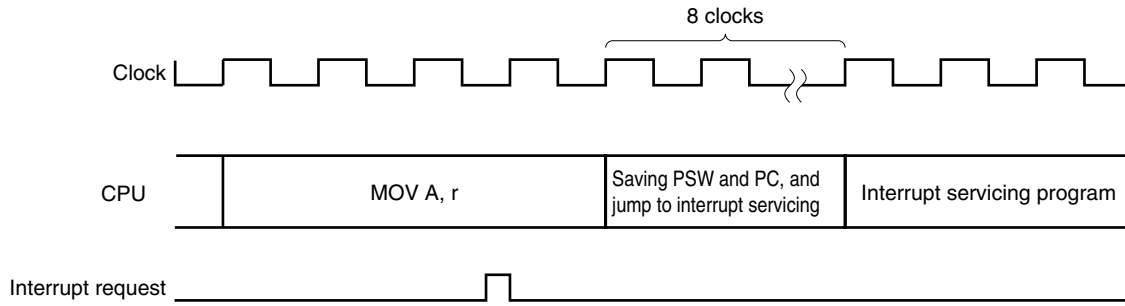 8 clocks
Clock
CPU
MOV A, r
Saving PSW and PC, and
jump to interrupt servicing
Interrupt servicing program
Interrupt request